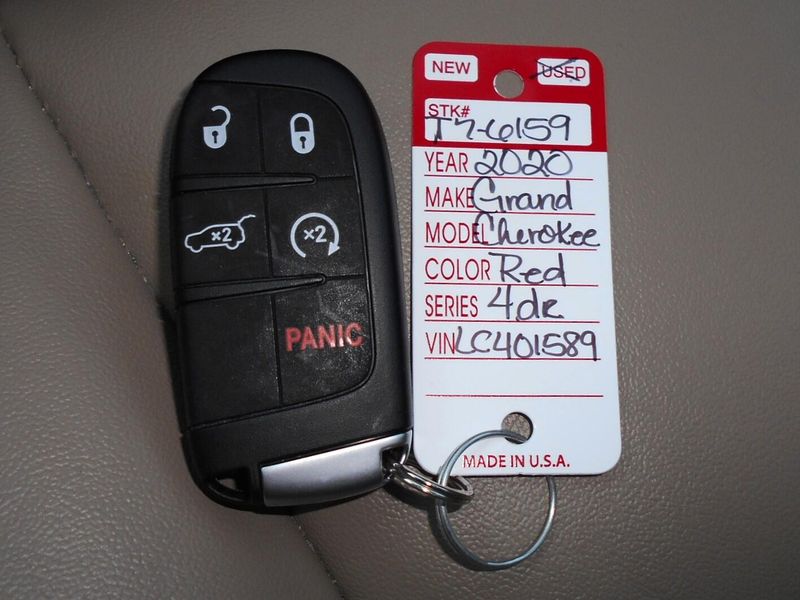 x2
x2
PANIC
NEW USED
STK#
T7-6159
YEAR 2020
MAKE Grand
MODEL Cherokee
COLOR Red
SERIES 4dr
VIN LC401589
MADE IN U.S.A.